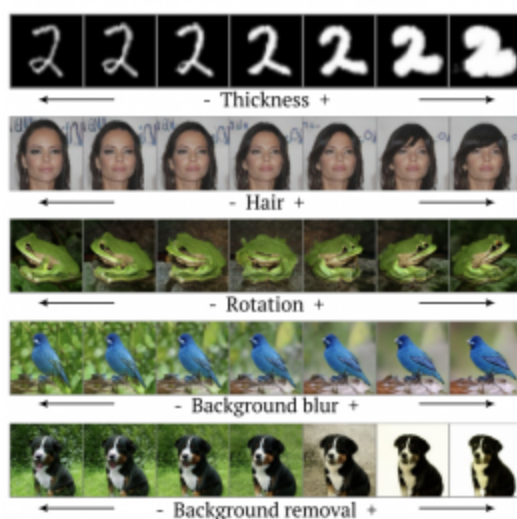 - Thickness +
- Hair +
- Rotation +
- Background blur +
- Background removal +